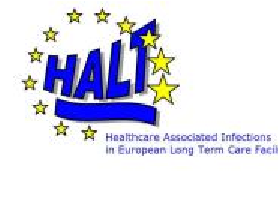 HALT
Healthcare Associated Infections
in European Long Term Care Facil